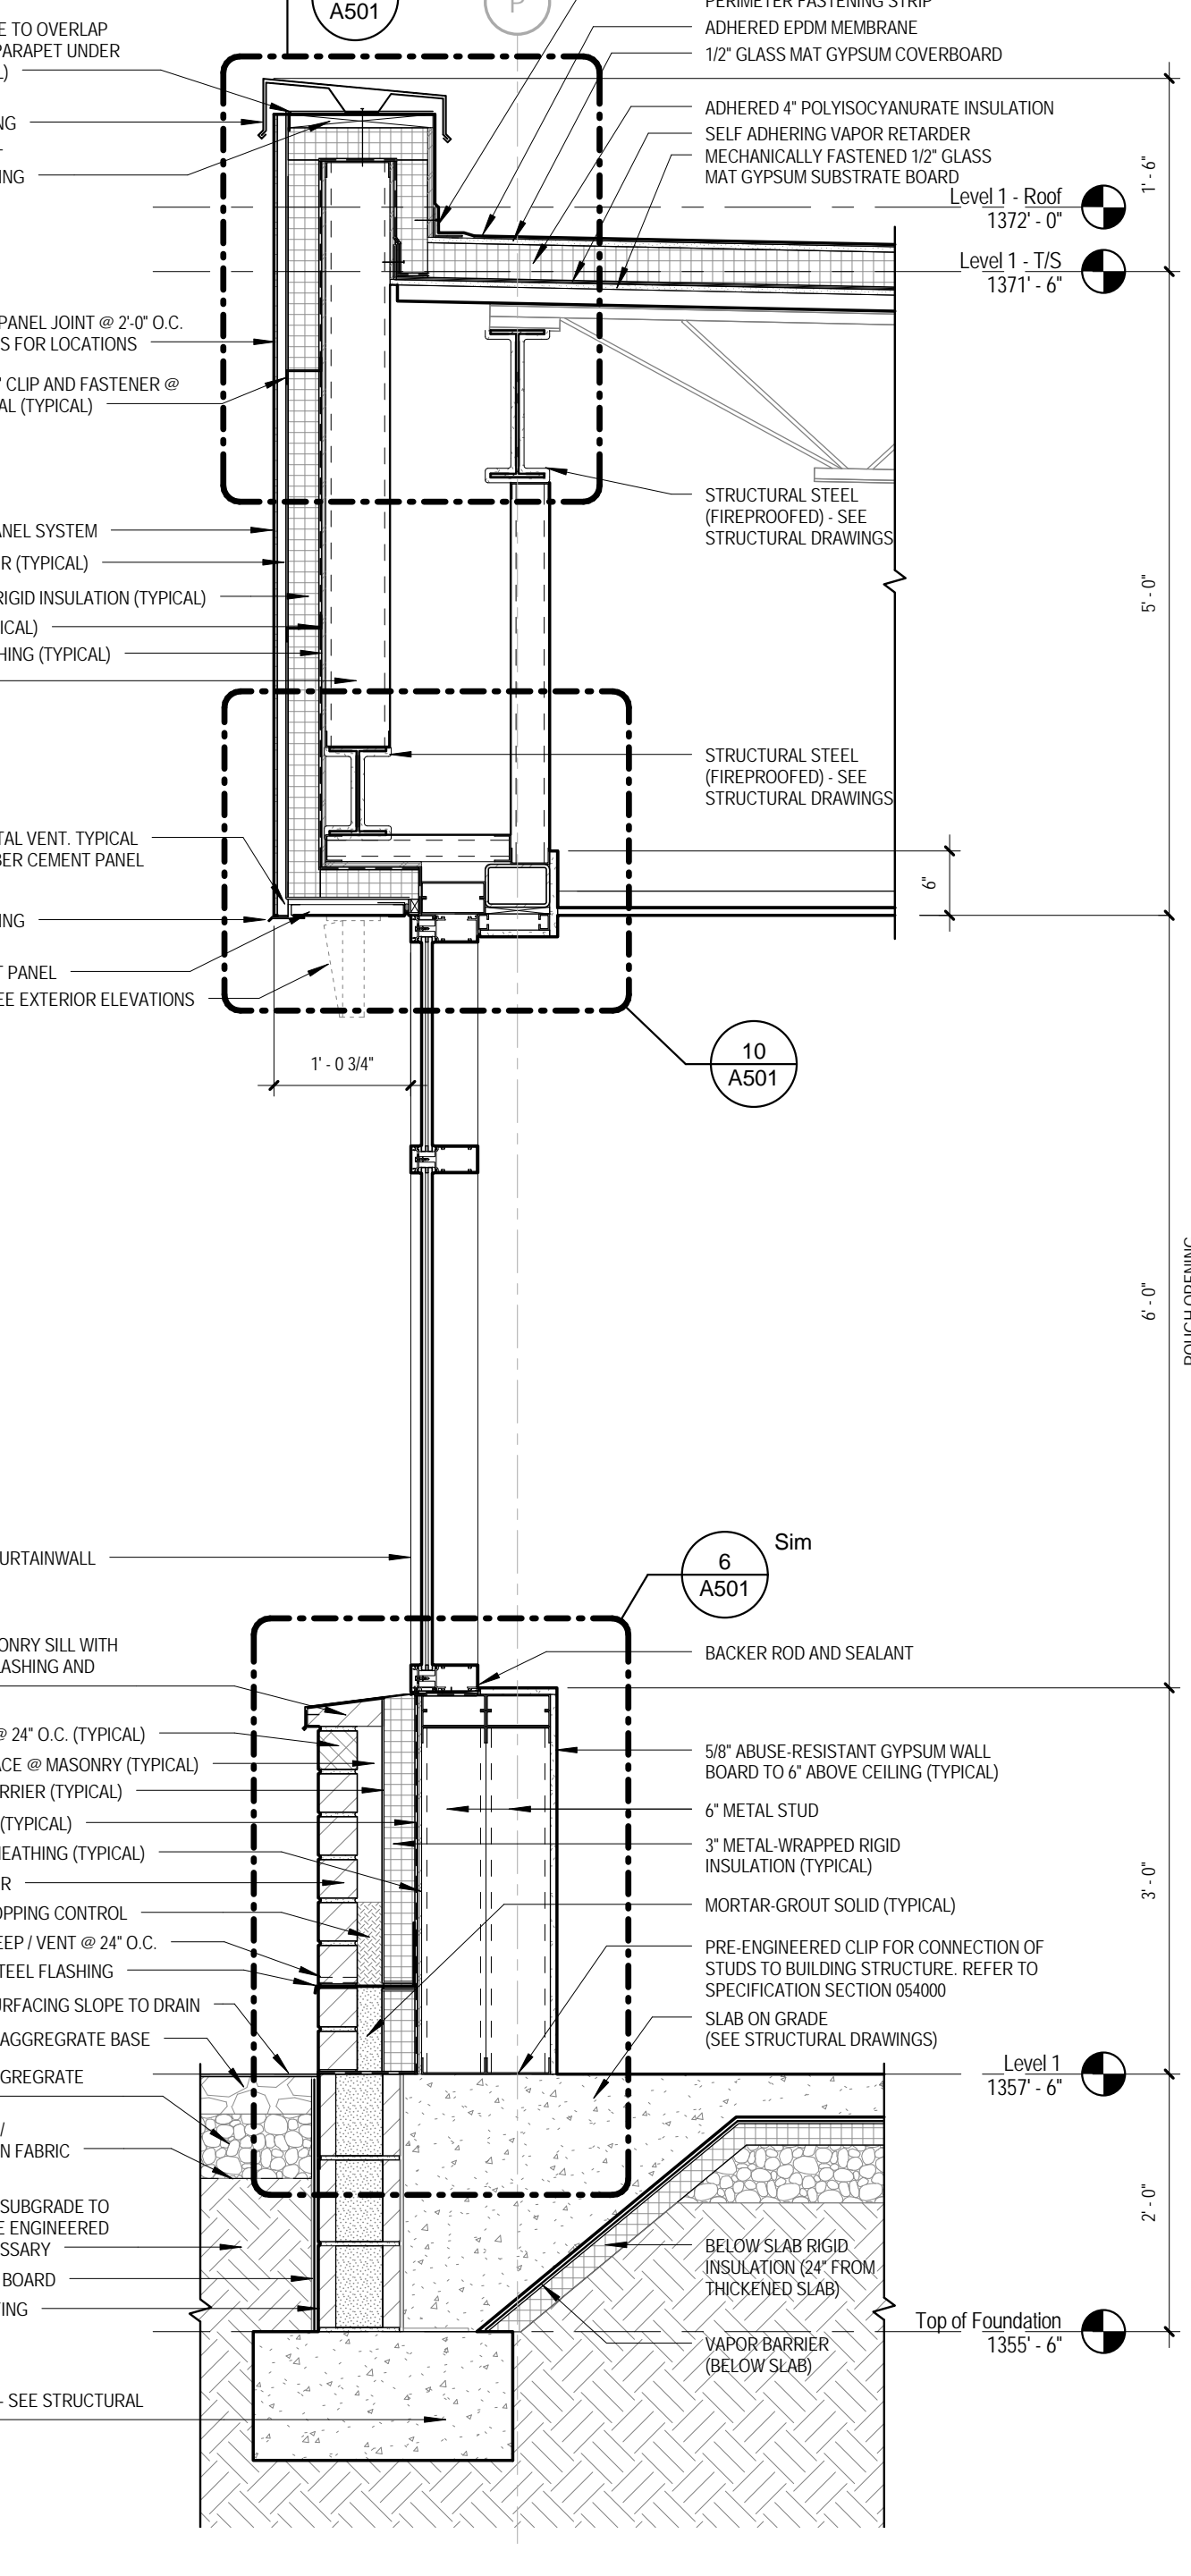 A501
P
PERIMETER FASTENING STRIP
ADHERED EPDM MEMBRANE
1/2" GLASS MAT GYPSUM COVERBOARD
ADHERED 4" POLYISOCYANURATE INSULATION
SELF ADHERING VAPOR RETARDER
MECHANICALLY FASTENED 1/2" GLASS
MAT GYPSUM SUBSTRATE BOARD
E TO OVERLAP
PARAPET UNDER
L)
NG
ING
1' - 6"
Level 1 - Roof
1372' - 0"
Level 1 - T/S
1371' - 6"
PANEL JOINT @ 2'-0" O.C.
S FOR LOCATIONS
" CLIP AND FASTENER @
AL (TYPICAL)
STRUCTURAL STEEL
(FIREPROOFED) - SEE
STRUCTURAL DRAWINGS
ANEL SYSTEM
R (TYPICAL)
RIGID INSULATION (TYPICAL)
ICAL)
HING (TYPICAL)
5' - 0"
STRUCTURAL STEEL
(FIREPROOFED) - SEE
STRUCTURAL DRAWINGS
TAL VENT. TYPICAL
BER CEMENT PANEL
ING
T PANEL
EE EXTERIOR ELEVATIONS
6"
1' - 0 3/4"
10
A501
6' - 0"
ROUGH OPENING
URTAINWALL
6
A501
Sim
ONRY SILL WITH
LASHING AND
BACKER ROD AND SEALANT
@ 24" O.C. (TYPICAL)
ACE @ MASONRY (TYPICAL)
ARRIER (TYPICAL)
(TYPICAL)
HEATHING (TYPICAL)
R
OPPING CONTROL
EEP / VENT @ 24" O.C.
TEEL FLASHING
URFACING SLOPE TO DRAIN
AGGREGRATE BASE
GGREGRATE
/
N FABRIC
SUBGRADE TO
E ENGINEERED
SSARY
BOARD
TING
- SEE STRUCTURAL
5/8" ABUSE-RESISTANT GYPSUM WALL
BOARD TO 6" ABOVE CEILING (TYPICAL)
6" METAL STUD
3" METAL-WRAPPED RIGID
INSULATION (TYPICAL)
MORTAR-GROUT SOLID (TYPICAL)
PRE-ENGINEERED CLIP FOR CONNECTION OF
STUDS TO BUILDING STRUCTURE. REFER TO
SPECIFICATION SECTION 054000
SLAB ON GRADE
(SEE STRUCTURAL DRAWINGS)
3' - 0"
Level 1
1357' - 6"
2' - 0"
BELOW SLAB RIGID
INSULATION (24" FROM
THICKENED SLAB)
VAPOR BARRIER
(BELOW SLAB)
Top of Foundation
1355' - 6"